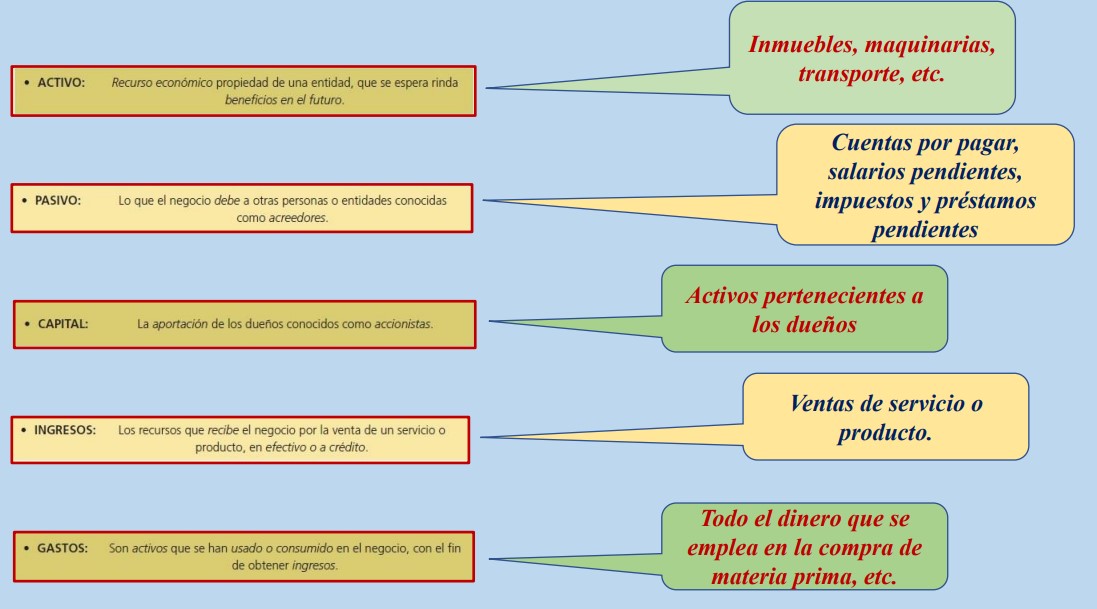 • ACTIVO: Recurso económico propiedad de una entidad, que se espera rinda
beneficios en el futuro.
Inmuebles, maquinarias,
transporte, etc.
• PASIVO: Lo que el negocio debe a otras personas o entidades conocidas
como acreedores.
Cuentas por pagar,
salarios pendientes,
impuestos y préstamos
pendientes
• CAPITAL: La aportación de los dueños conocidos como accionistas.
Activos pertenecientes a
los dueños
• INGRESOS: Los recursos que recibe el negocio por la venta de un servicio o
producto, en efectivo o a crédito.
Ventas de servicio o
producto.
• GASTOS: Son activos que se han usado o consumido en el negocio, con el fin
de obtener ingresos.
Todo el dinero que se
emplea en la compra de
materia prima, etc.